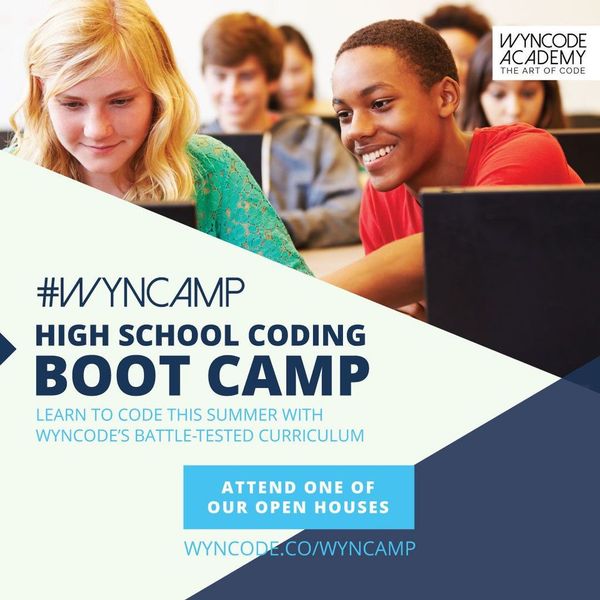 WYNCODE
ACADEMY
THE ART OF CODE
#WYNCAMP
HIGH SCHOOL CODING
BOOT CAMP
LEARN TO CODE THIS SUMMER WITH
WYNCODE'S BATTLE-TESTED CURRICULUM
ATTEND ONE OF
OUR OPEN HOUSES
WYNCODE.CO/WYNCAMP